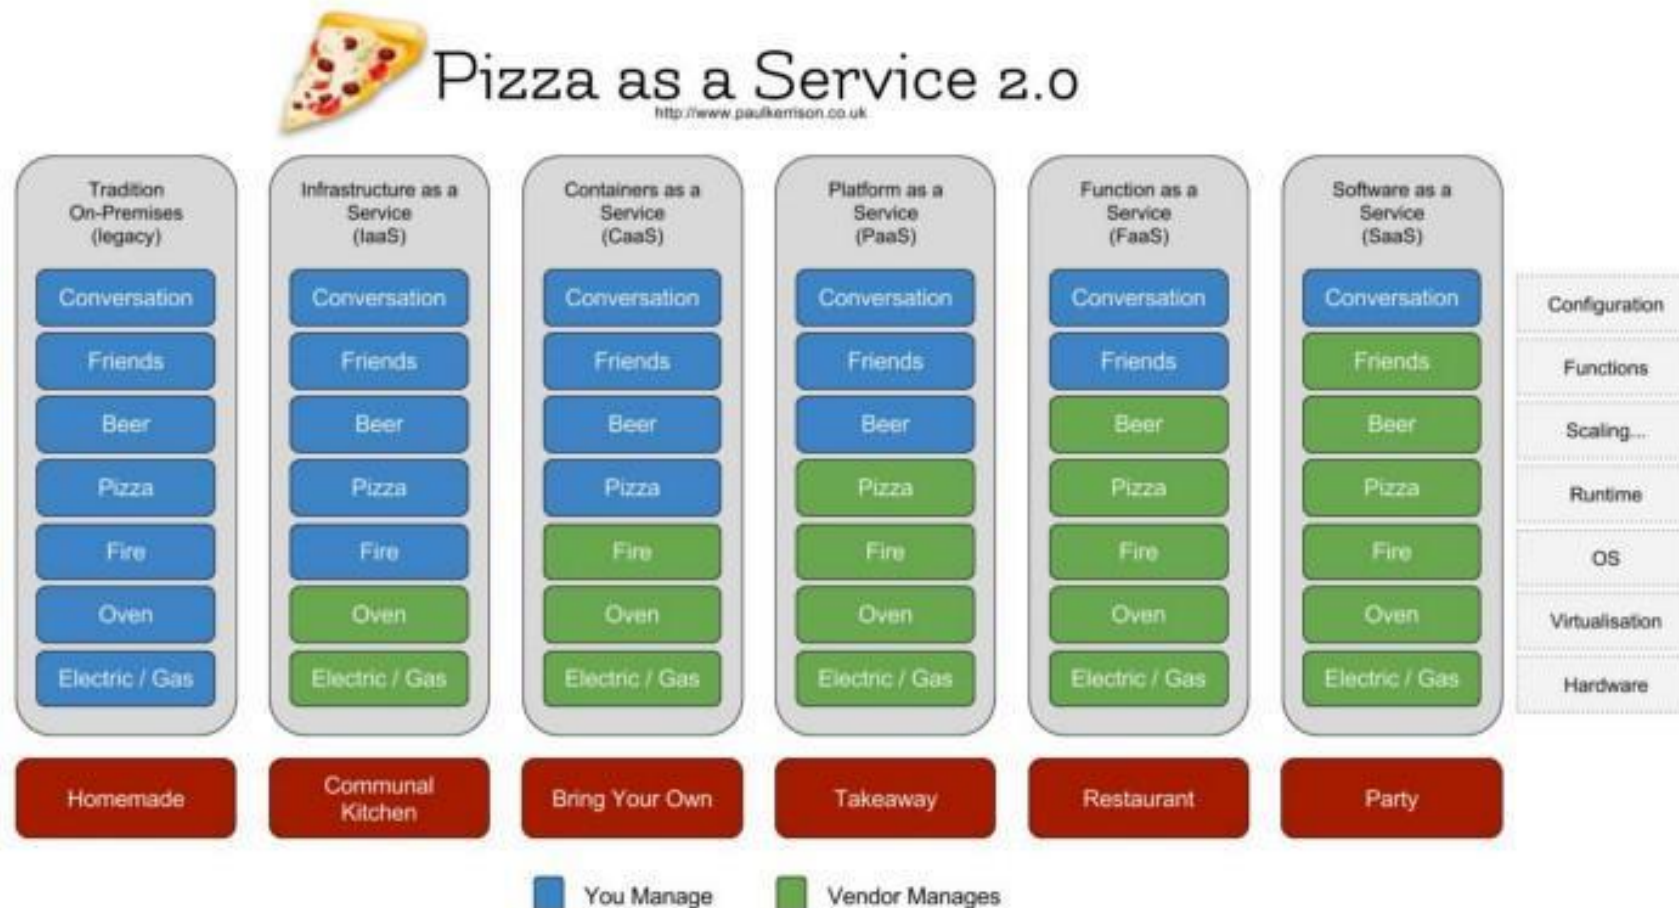 Pizza as a Service 2.0
http://www.paulkerrison.co.uk
Tradition
On-Premises
(legacy)
Conversation
Friends
Beer
Pizza
Fire
Oven
Electric / Gas
Homemade
Infrastructure as a
Service
(IaaS)
Conversation
Friends
Beer
Pizza
Fire
Oven
Electric / Gas
Communal
Kitchen
Containers as a
Service
(CaaS)
Conversation
Friends
Beer
Pizza
Fire
Oven
Electric / Gas
Bring Your Own
Platform as a
Service
(PaaS)
Conversation
Friends
Beer
Pizza
Fire
Oven
Electric / Gas
Takeaway
Function as a
Service
(FaaS)
Conversation
Friends
Beer
Pizza
Fire
Oven
Electric / Gas
Restaurant
Software as a
Service
(SaaS)
Conversation
Friends
Beer
Pizza
Fire
Oven
Electric / Gas
Party
Configuration
Functions
Scaling...
Runtime
OS
Virtualisation
Hardware
You Manage
Vendor Manages